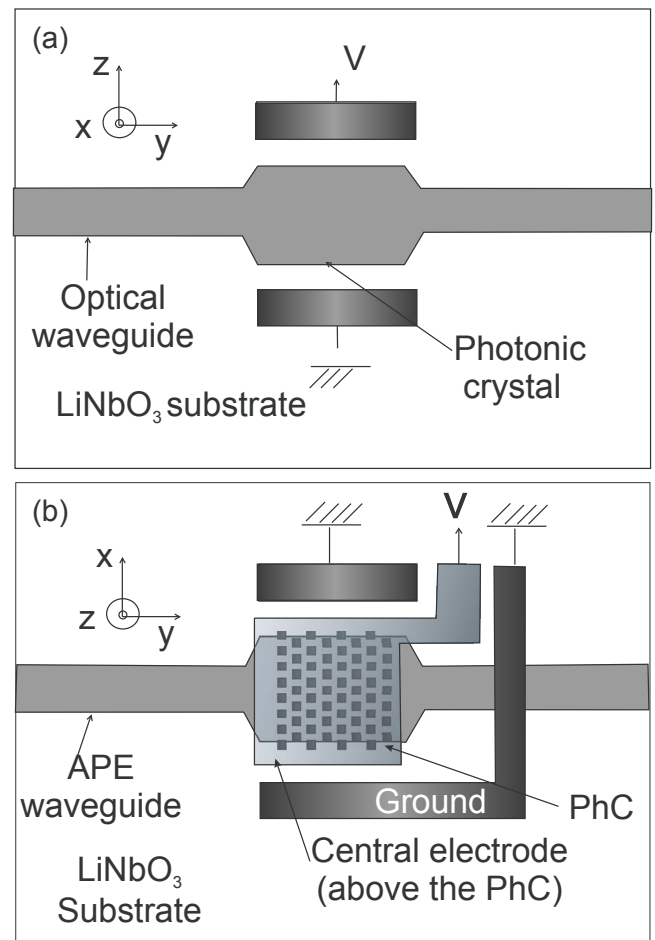 (a)
z
V
x
y
Optical
waveguide
Photonic
crystal
LiNbO₃ substrate
(b)
V
x
z
y
APE
waveguide
Ground
PhC
Central electrode
(above the PhC)
LiNbO₃
Substrate